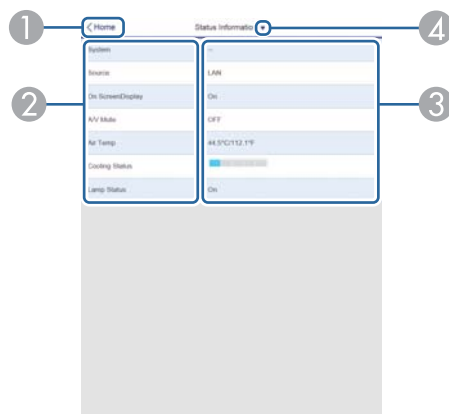 1
Home
Status Informatio
4
System
--
Source
LAN
On ScreenDisplay
On
2
3
A/V Mute
OFF
Air Temp
44.5°C/112.1°F
Cooling Status
Lamp Status
On